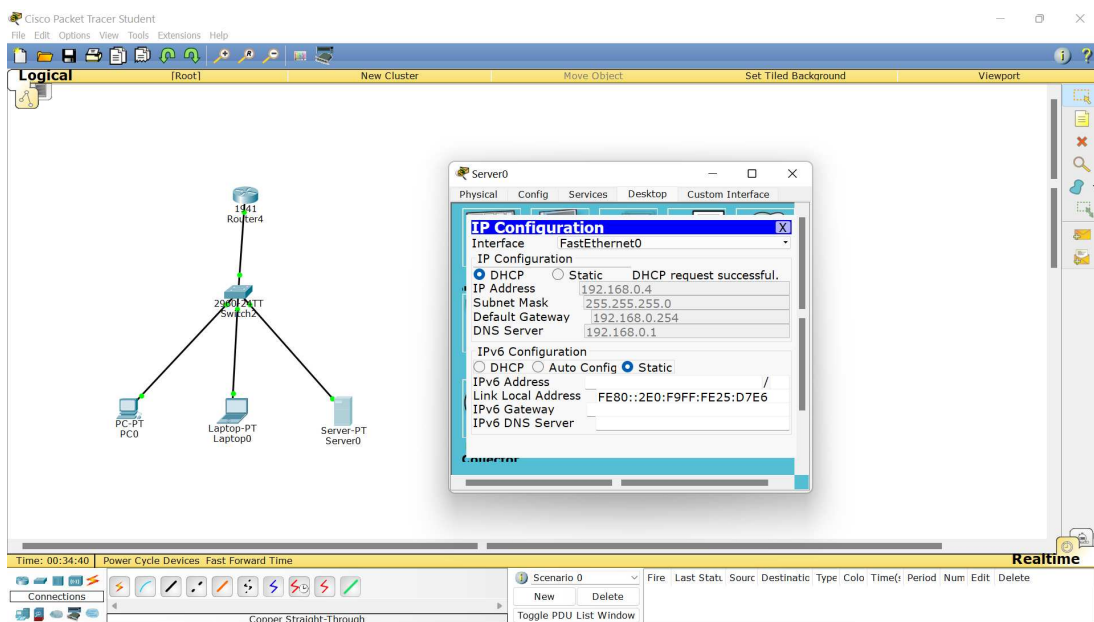 Cisco Packet Tracer Student
File Edit Options View Tools Extensions Help
Logical [Root] New Cluster Move Object Set Tiled Background Viewport
1941
Router4
2960-24TT
Switch2
PC-PT
PC0
Laptop-PT
Laptop0
Server-PT
Server0
Server0
Physical Config Services Desktop Custom Interface
IP Configuration X
Interface FastEthernet0
IP Configuration
DHCP Static DHCP request successful.
IP Address 192.168.0.4
Subnet Mask 255.255.255.0
Default Gateway 192.168.0.254
DNS Server 192.168.0.1
IPv6 Configuration
DHCP Auto Config Static
IPv6 Address /
Link Local Address FE80::2E0:F9FF:FE25:D7E6
IPv6 Gateway
IPv6 DNS Server
Collector
Realtime
Time: 00:34:40 Power Cycle Devices Fast Forward Time
Connections
Copper Straight-Through
Scenario 0
New Delete
Toggle PDU List Window
Fire Last Statu Sourc Destinatic Type Colo Time(s Period Num Edit Delete